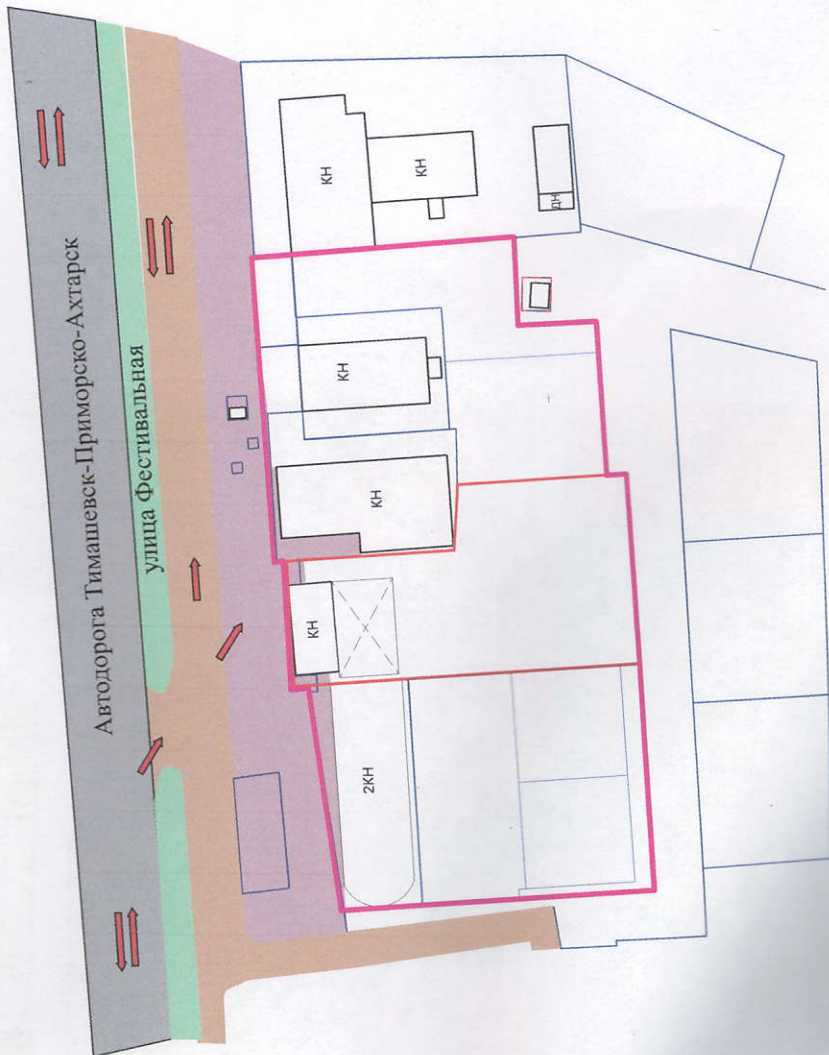 Автодорога Тимашевск-Приморско-Ахтарск
улица Фестивальная
КН
КН
ДН
КН
КН
КН
2КН